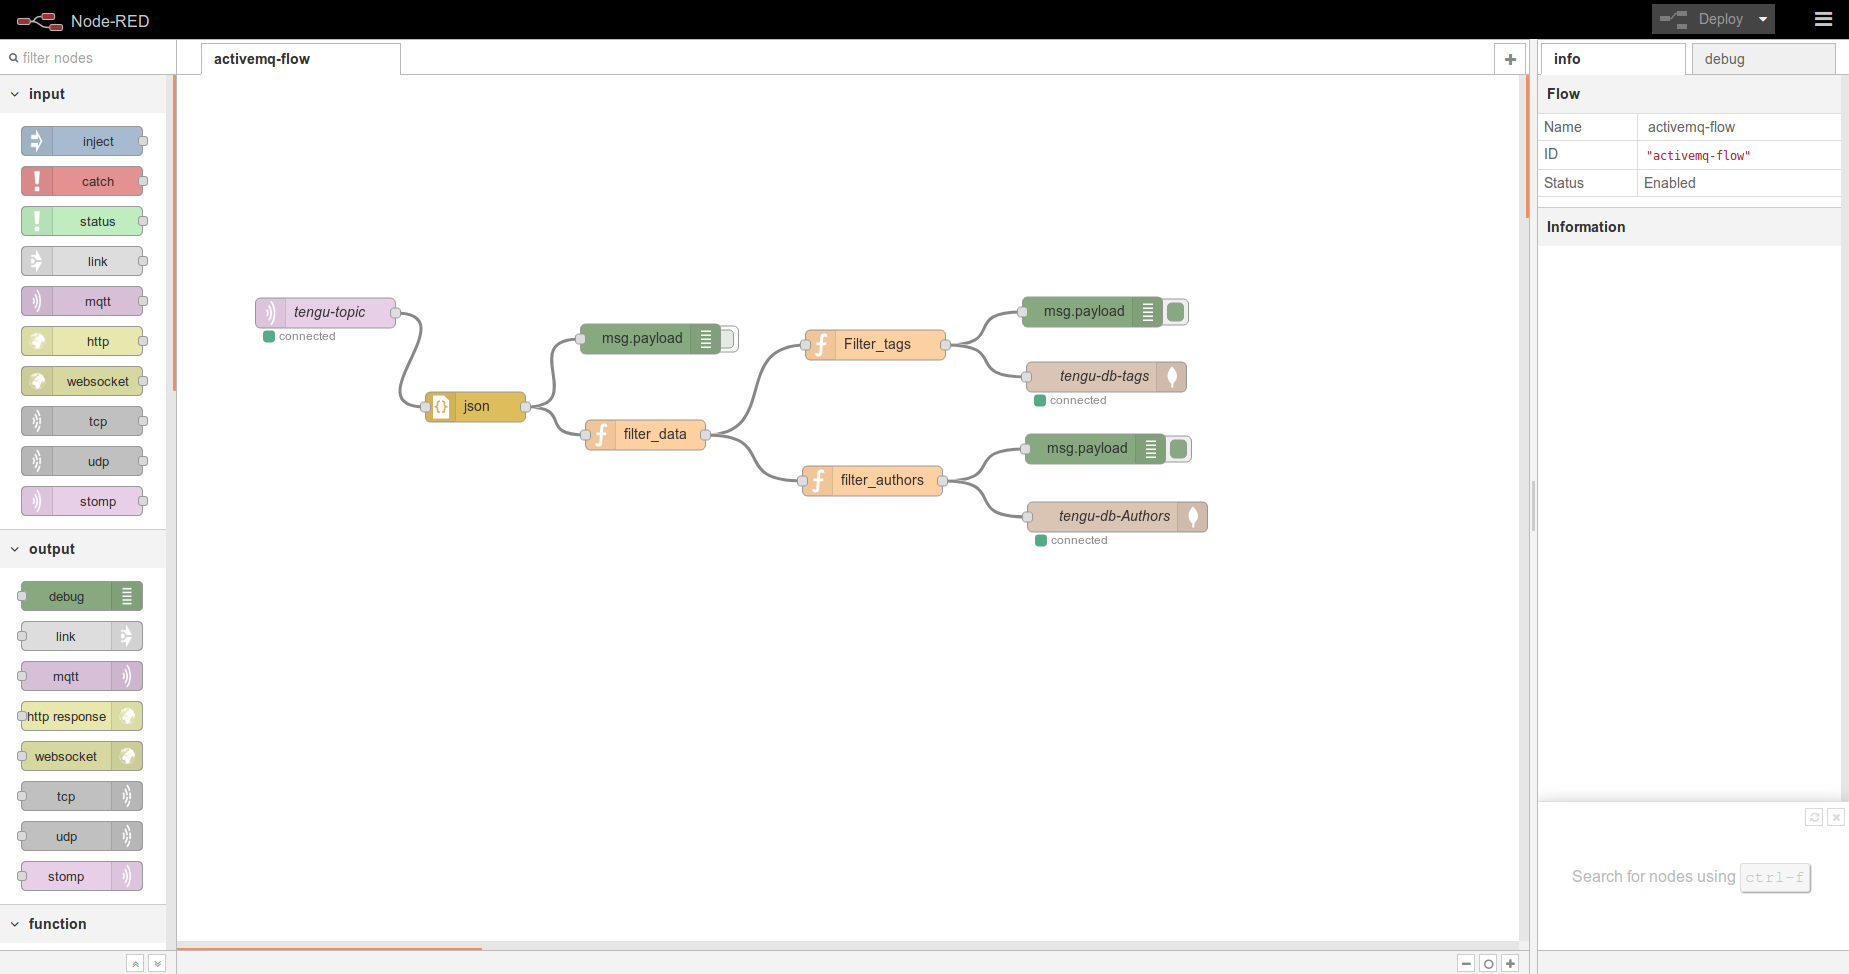 Node-RED
Deploy
filter nodes
activemq-flow
info
debug
input
inject
catch
status
link
mqtt
http
websocket
tcp
udp
stomp
output
debug
link
mqtt
http response
websocket
tcp
udp
stomp
function
tengu-topic
connected
json
msg.payload
filter_data
Filter_tags
filter_authors
msg.payload
tengu-db-tags
connected
msg.payload
tengu-db-Authors
connected
Flow
Name activemq-flow
ID "activemq-flow"
Status Enabled
Information
Search for nodes using ctrl-f